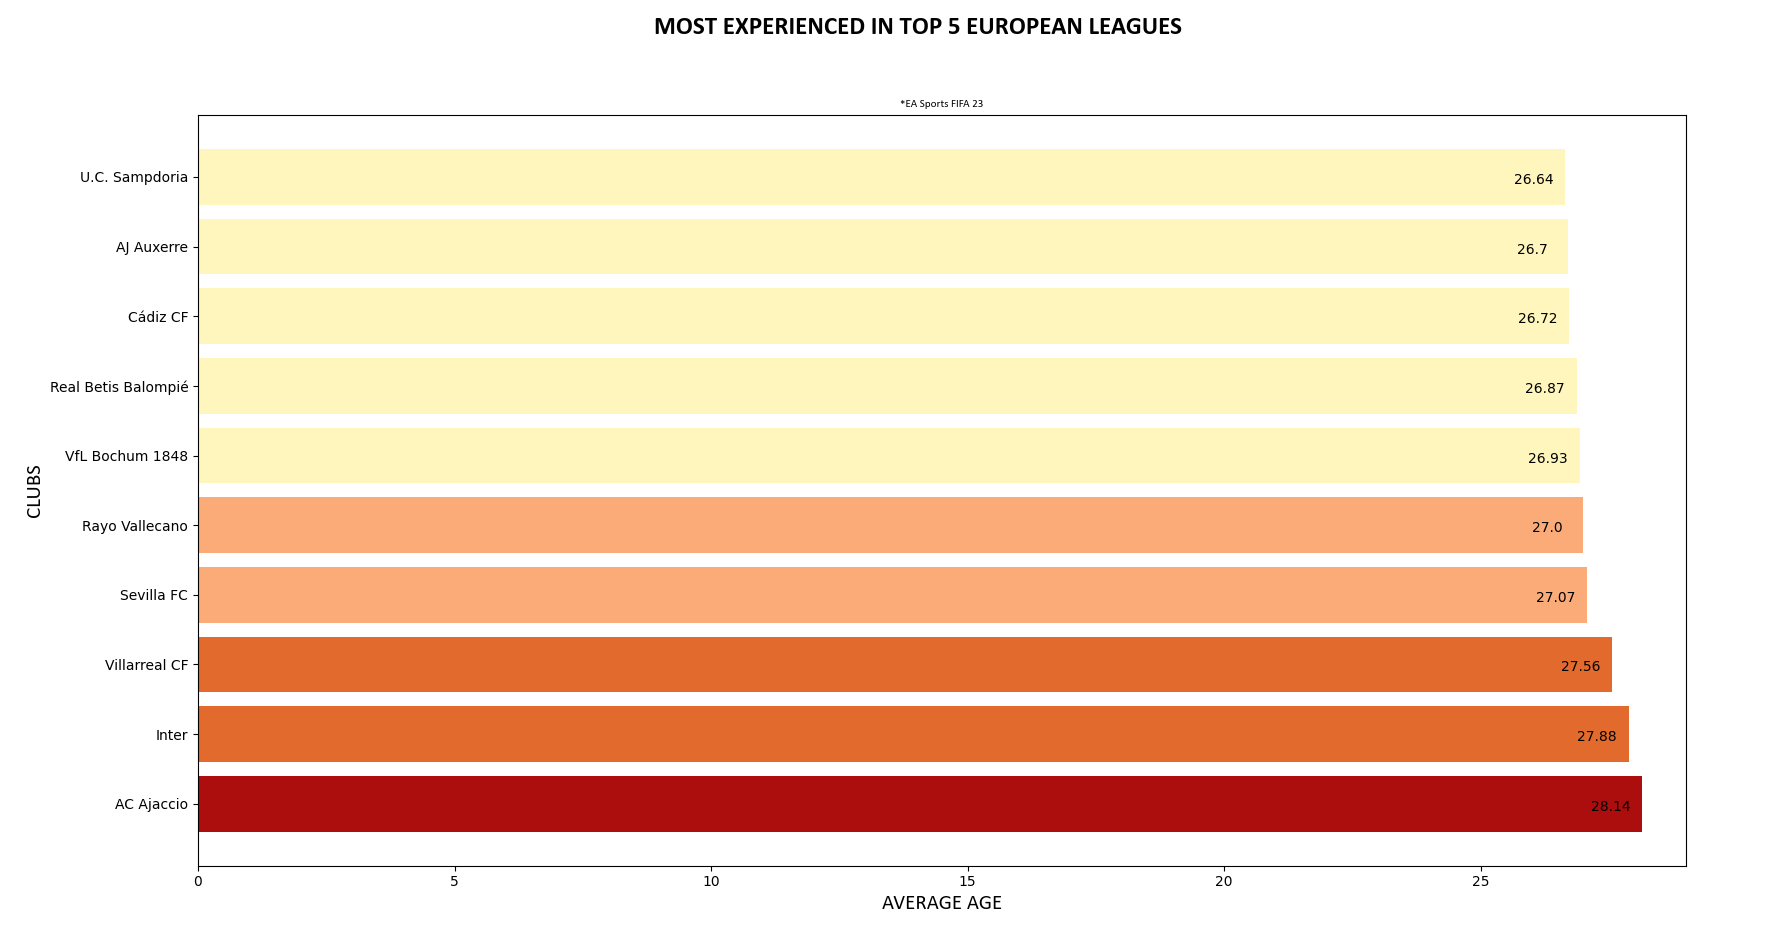 MOST EXPERIENCED IN TOP 5 EUROPEAN LEAGUES
*EA Sports FIFA 23
U.C. Sampdoria 26.64
AJ Auxerre 26.7
Cádiz CF 26.72
Real Betis Balompié 26.87
VfL Bochum 1848 26.93
Rayo Vallecano 27.0
Sevilla FC 27.07
Villarreal CF 27.56
Inter 27.88
AC Ajaccio 28.14
CLUBS
0 5 10 15 20 25
AVERAGE AGE